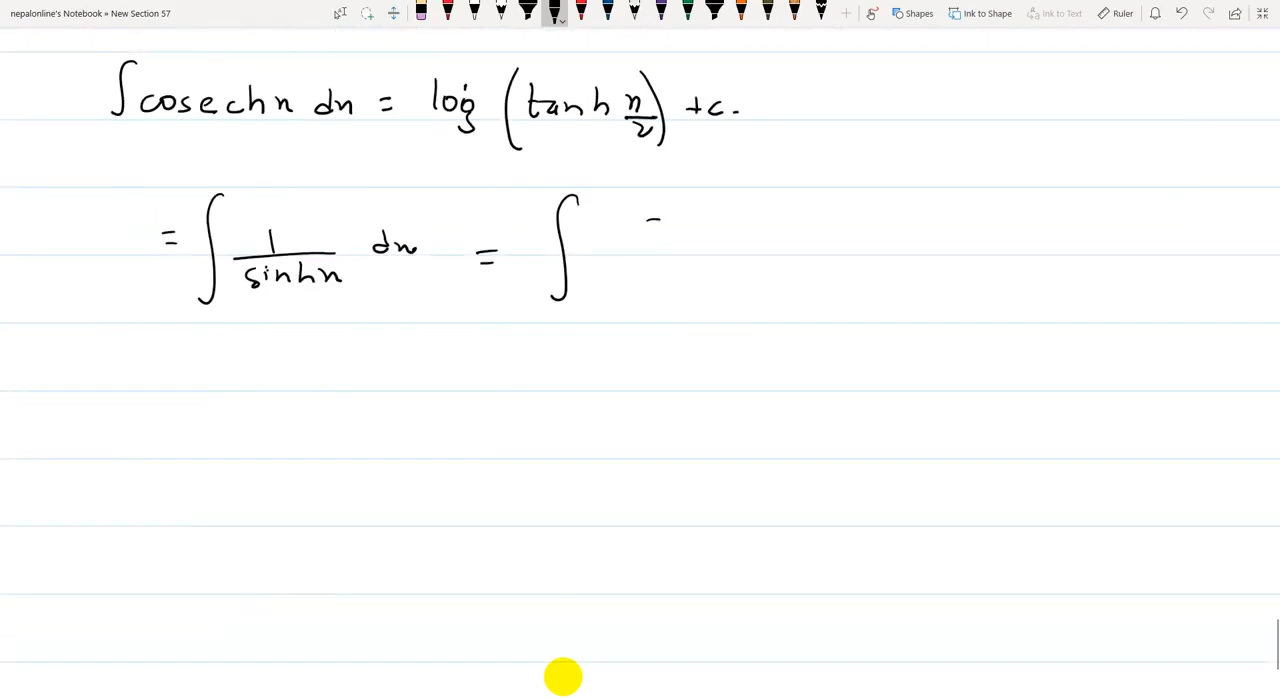 nepalonline's Notebook » New Section 57
Shapes Ink to Shape Ink to Text Ruler
∫ cosechx dx = log (tanh x/2) + c.
= ∫ 1/sinhx dx = ∫ -